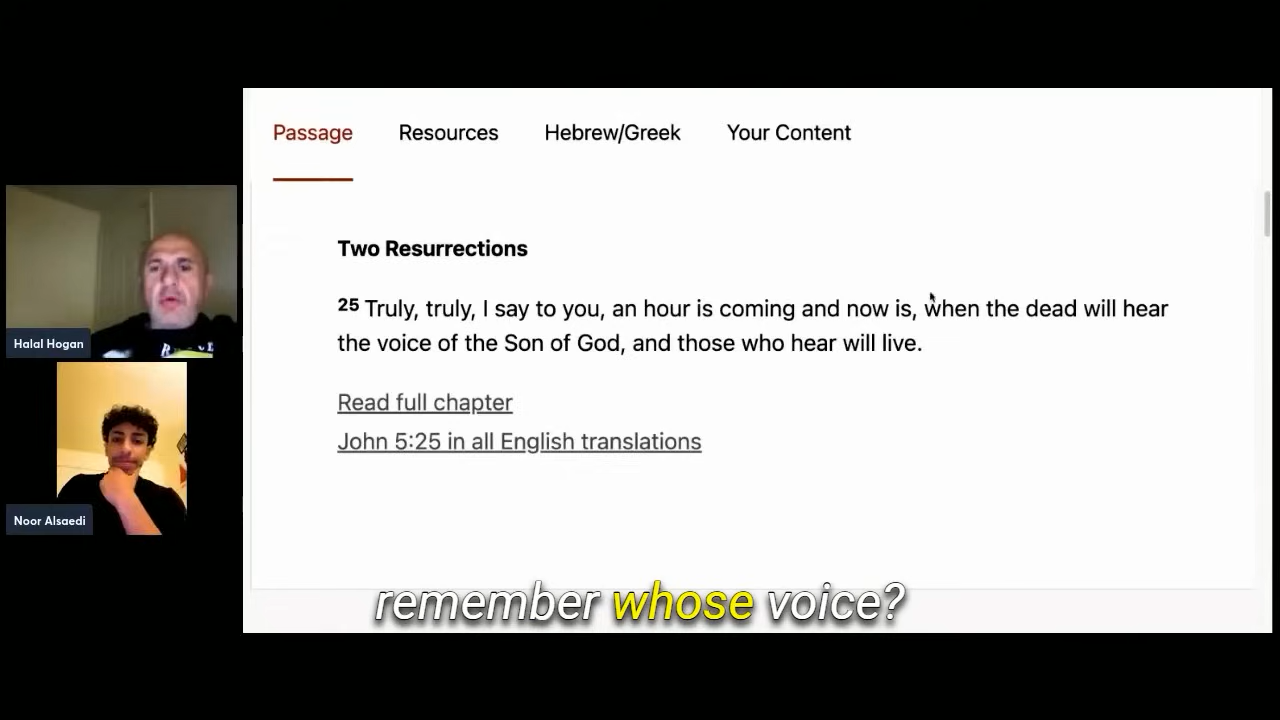 Passage Resources Hebrew/Greek Your Content
Two Resurrections
25 Truly, truly, I say to you, an hour is coming and now is, when the dead will hear
the voice of the Son of God, and those who hear will live.
Read full chapter
John 5:25 in all English translations
Halal Hogan
Noor Alsaedi
remember whose voice?